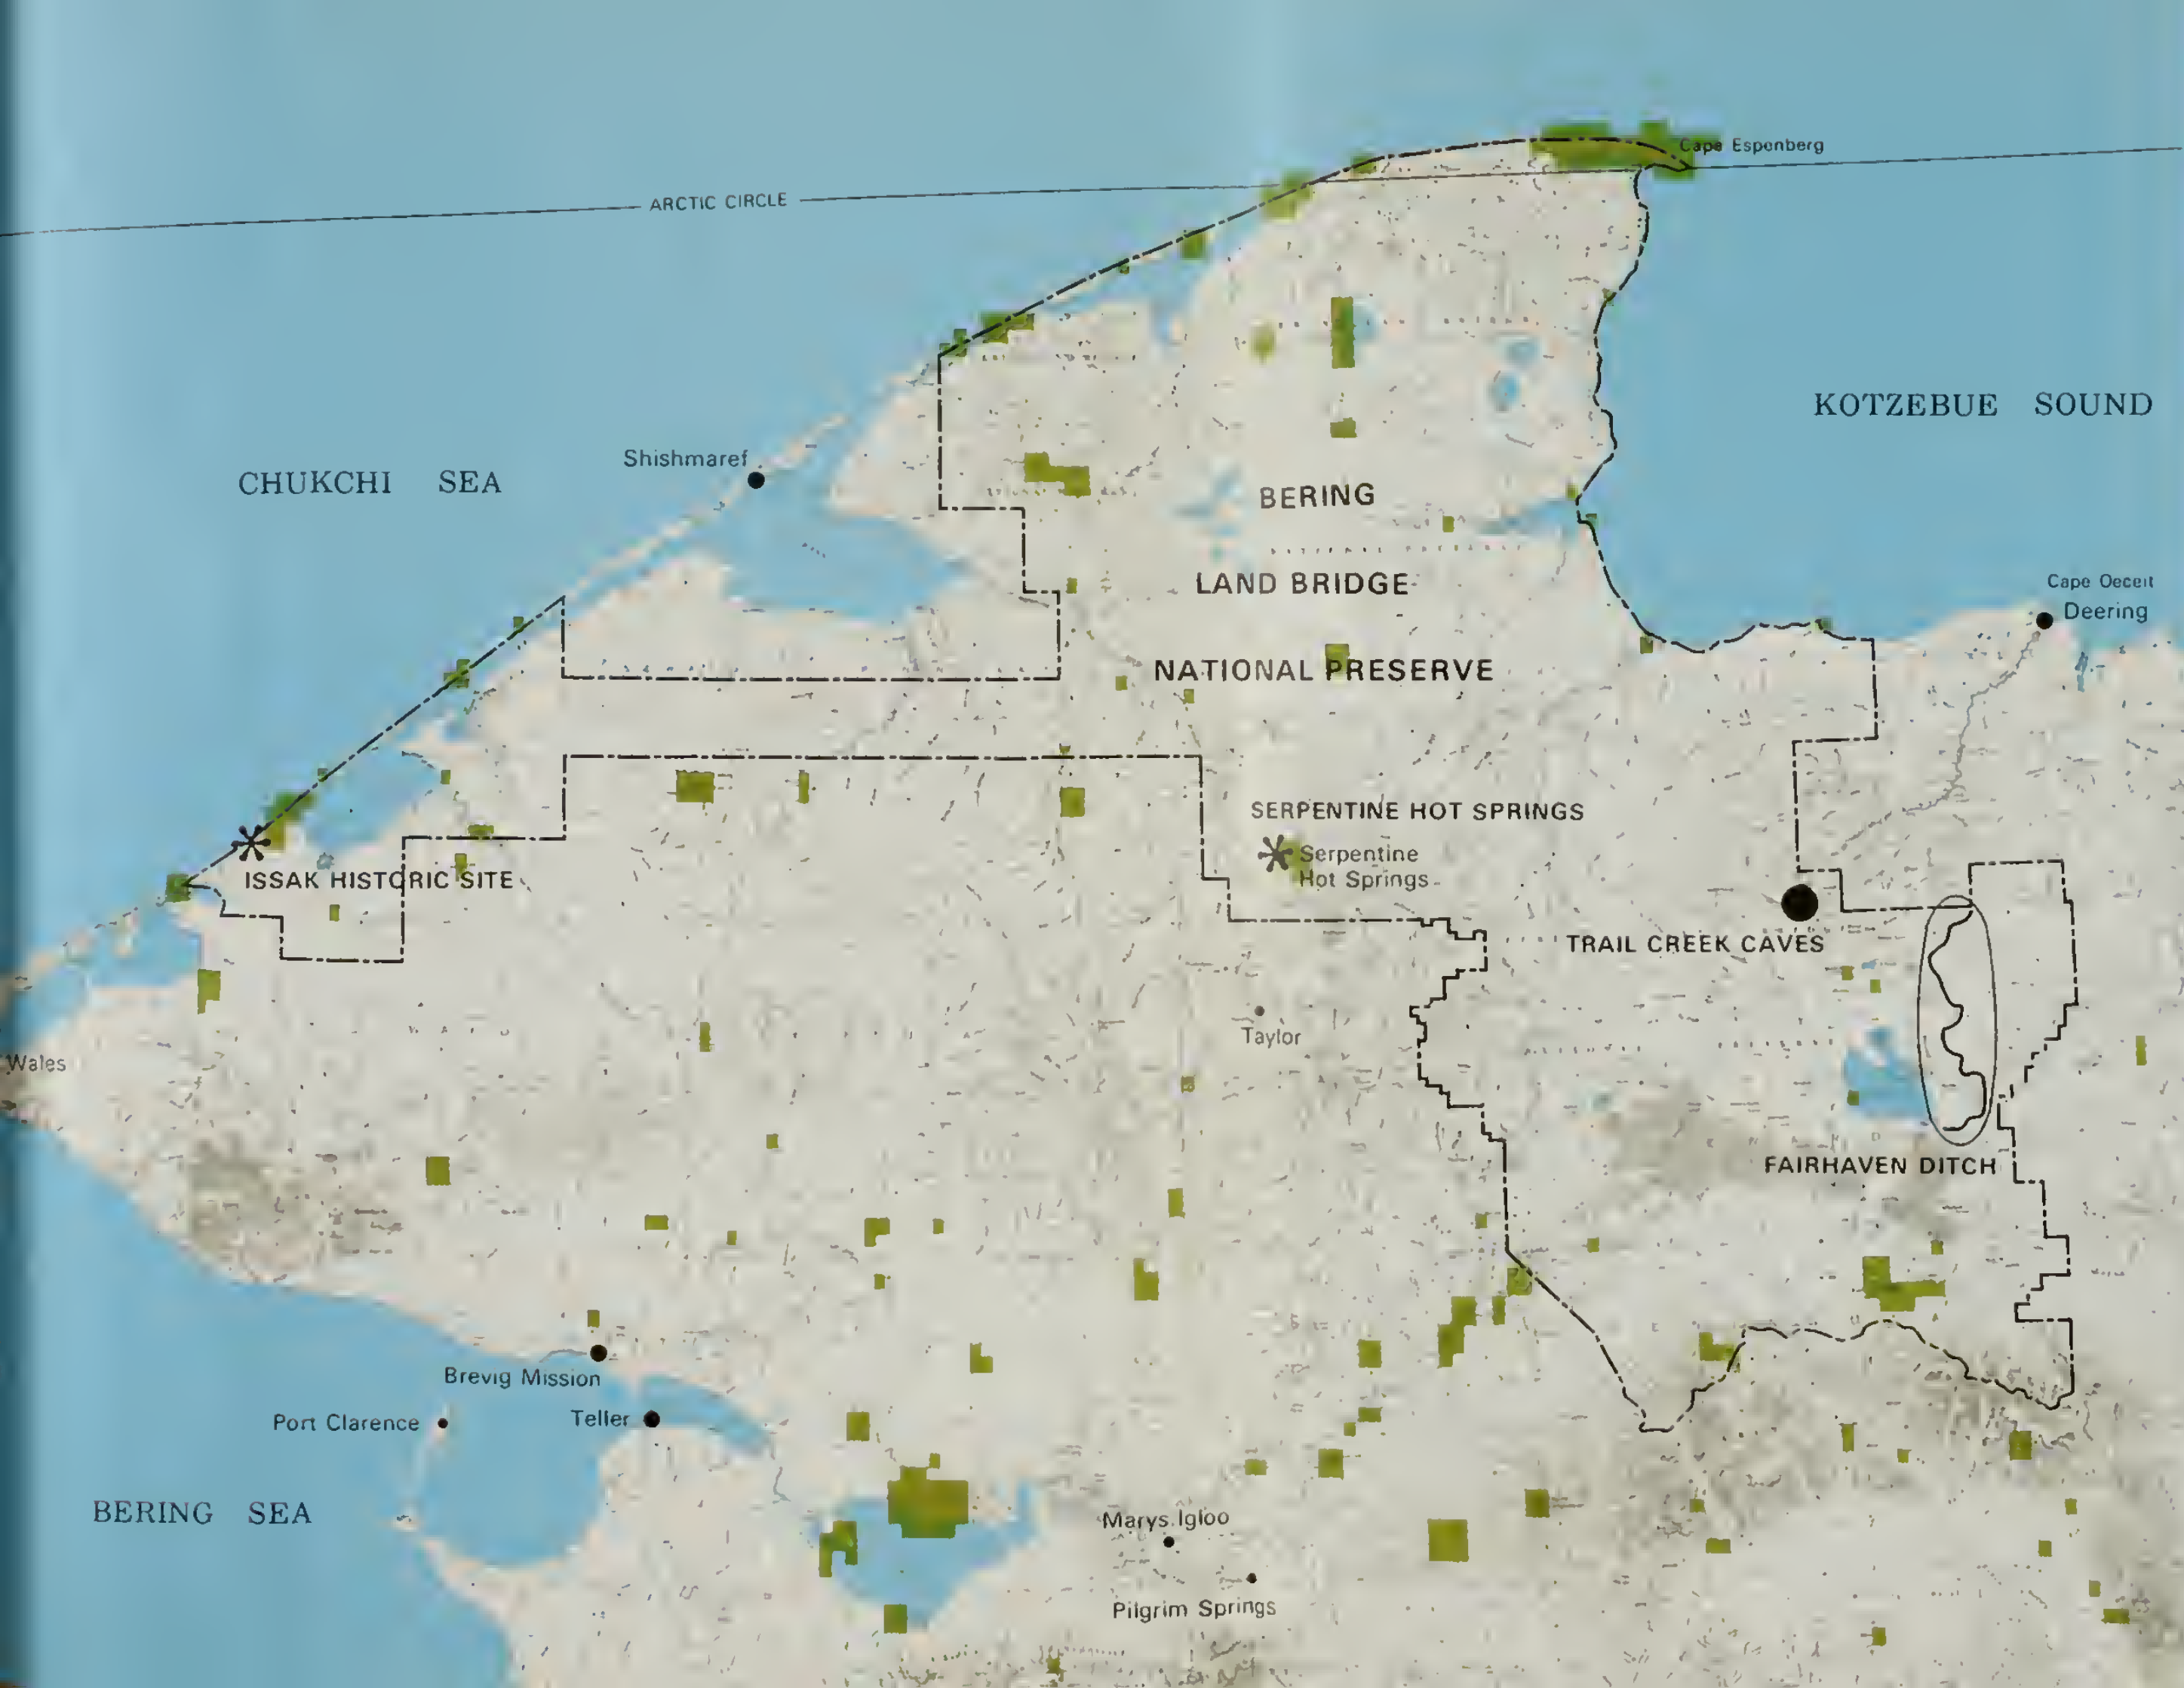 Cape Espenberg
ARCTIC CIRCLE
KOTZEBUE SOUND
Shishmaref
CHUKCHI SEA
BERING
LAND BRIDGE
NATIONAL PRESERVE
Cape Deceit
Deering
SERPENTINE HOT SPRINGS
Serpentine
Hot Springs
ISSAK HISTORIC SITE
TRAIL CREEK CAVES
Taylor
Wales
FAIRHAVEN DITCH
Brevig Mission
Port Clarence
Teller
BERING SEA
Marys Igloo
Pilgrim Springs